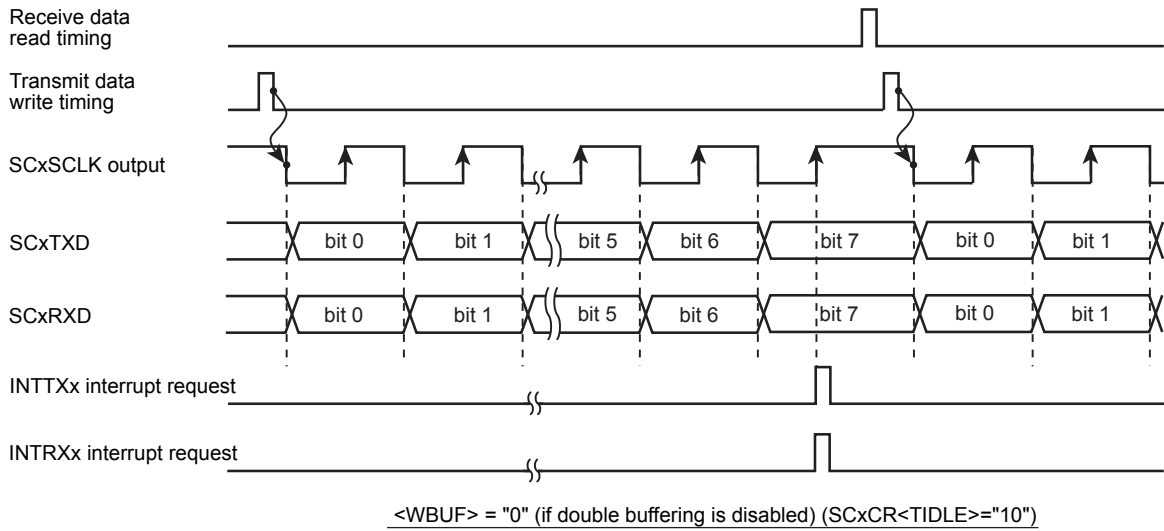 Receive data
read timing
Transmit data
write timing
SCxSCLK output
SCxTXD
bit 0
bit 1
bit 5
bit 6
bit 7
bit 0
bit 1
SCxRXD
bit 0
bit 1
bit 5
bit 6
bit 7
bit 0
bit 1
INTTXx interrupt request
INTRXx interrupt request
<WBUF> = "0" (if double buffering is disabled) (SCxCR<TIDLE>="10")